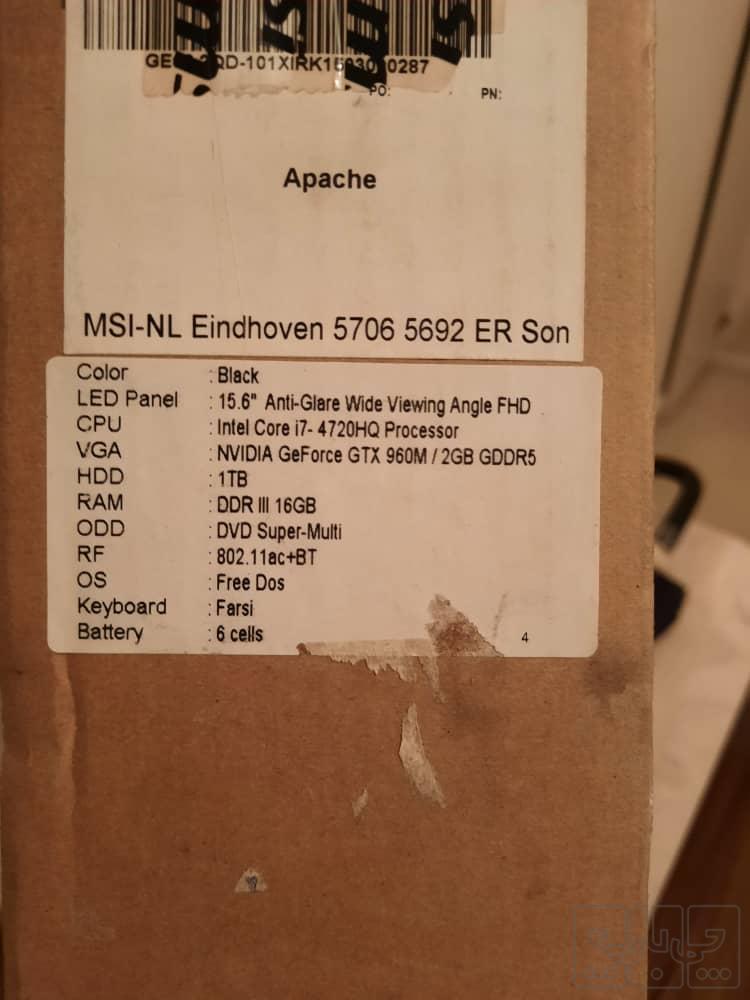 PO:
PN:
Apache
MSI-NL Eindhoven 5706 5692 ER Son
Color : Black
LED Panel : 15.6" Anti-Glare Wide Viewing Angle FHD
CPU : Intel Core i7- 4720HQ Processor
VGA : NVIDIA GeForce GTX 960M / 2GB GDDR5
HDD : 1TB
RAM : DDR III 16GB
ODD : DVD Super-Multi
RF : 802.11ac+BT
OS : Free Dos
Keyboard : Farsi
Battery : 6 cells
4